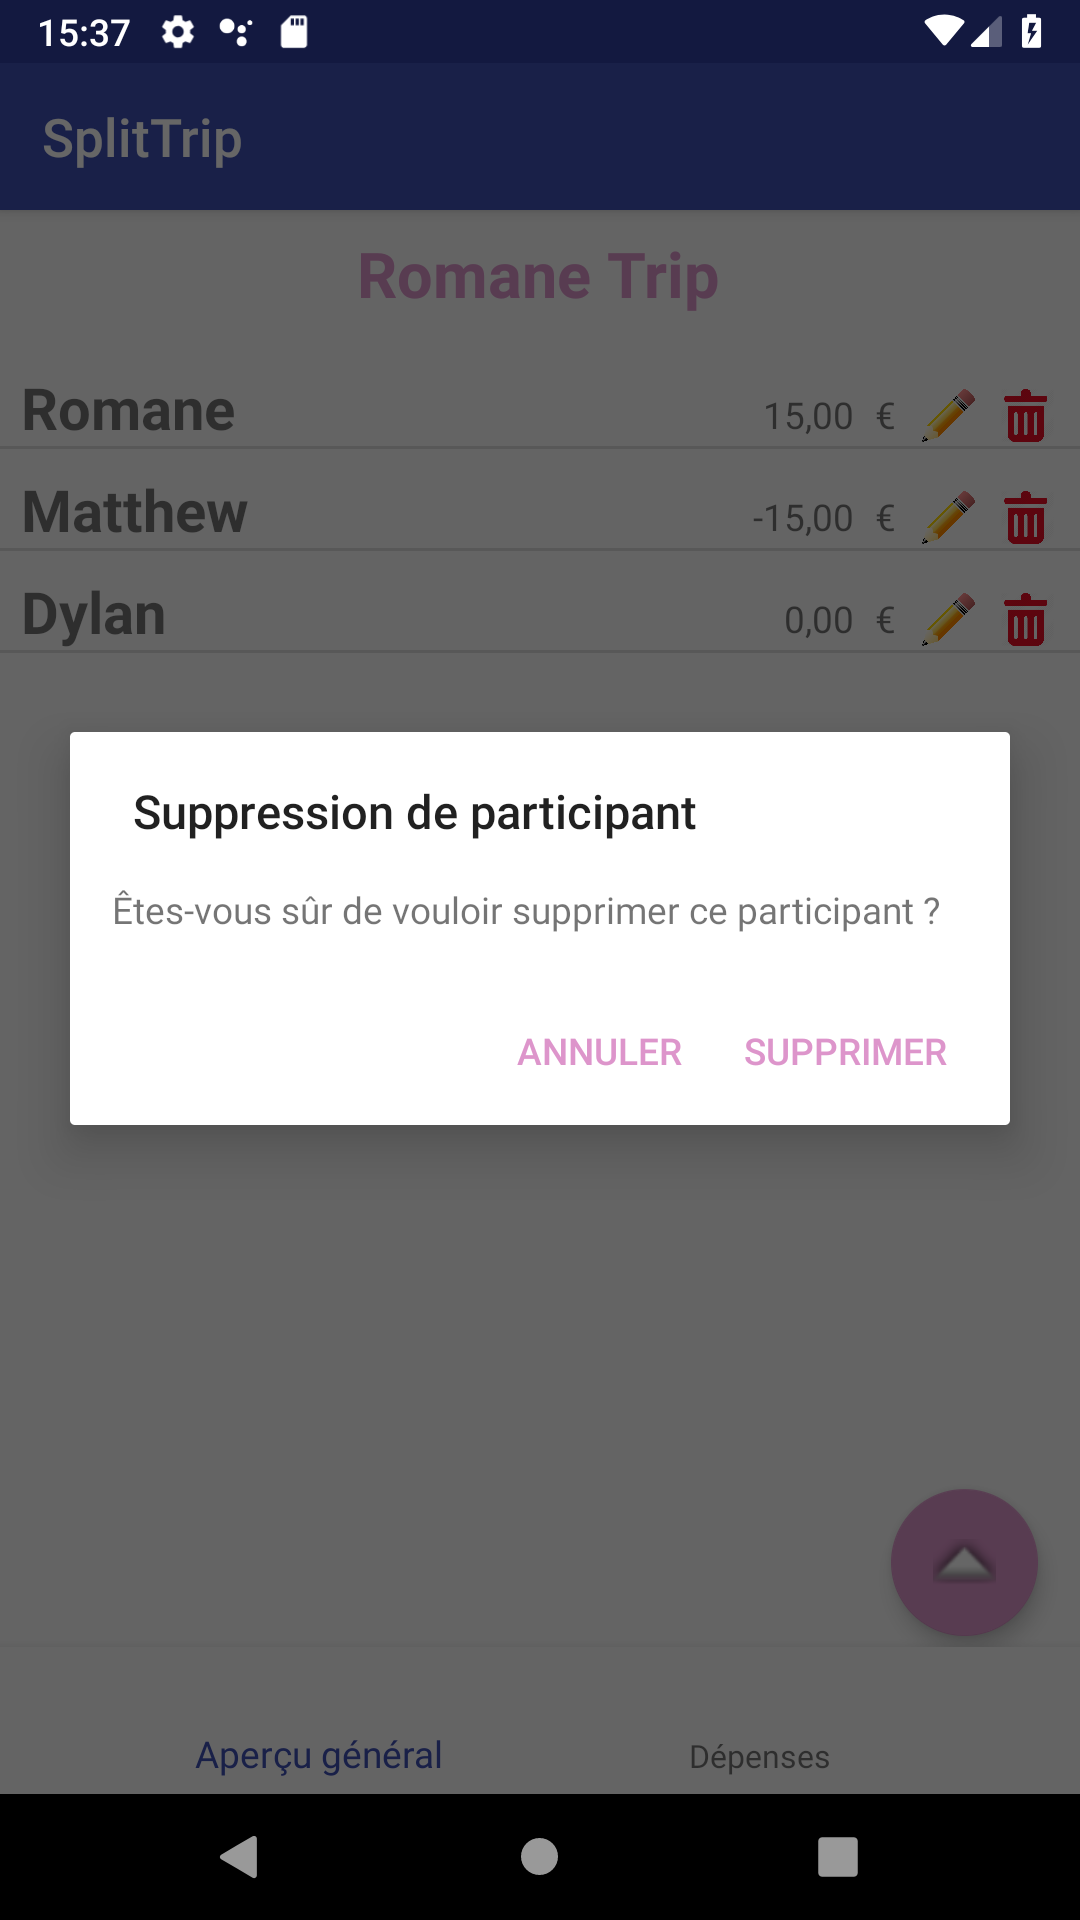 15:37
SplitTrip
Romane Trip
Romane 15,00 €
Matthew -15,00 €
Dylan 0,00 €
Suppression de participant
Êtes-vous sûr de vouloir supprimer ce participant ?
ANNULER SUPPRIMER
Aperçu général Dépenses